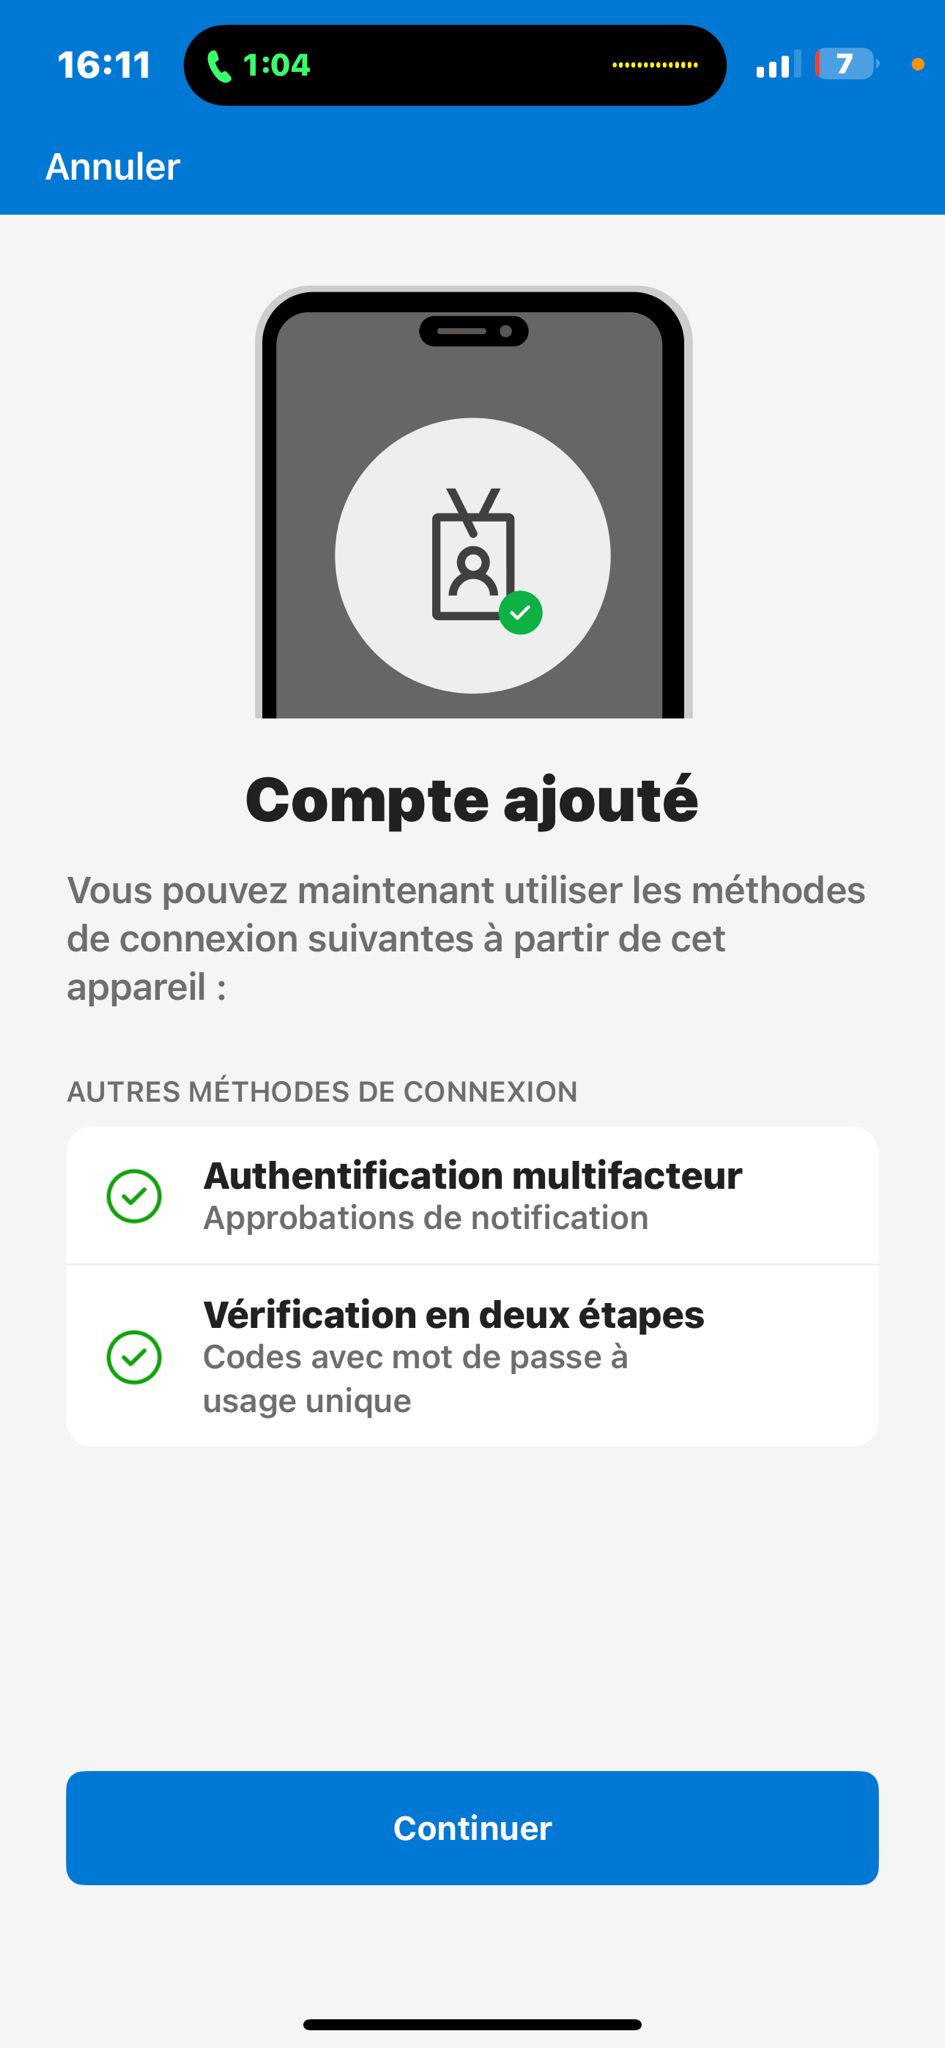 16:11
1:04
7
Annuler
Compte ajouté
Vous pouvez maintenant utiliser les méthodes
de connexion suivantes à partir de cet
appareil :
AUTRES MÉTHODES DE CONNEXION
Authentification multifacteur
Approbations de notification
Vérification en deux étapes
Codes avec mot de passe à
usage unique
Continuer